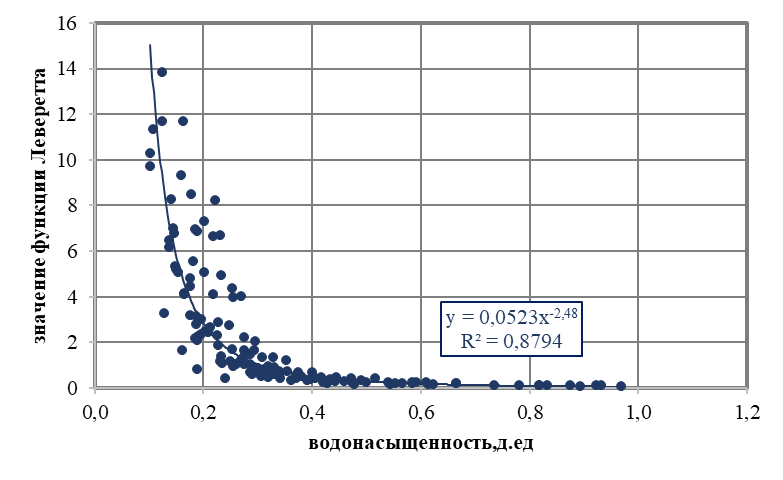 16
14
12
10
8
6
4
2
0
значение функции Леверетта
y = 0,0523x^-2,48
R² = 0,8794
0,0 0,2 0,4 0,6 0,8 1,0 1,2
водонасыщенность,д.ед